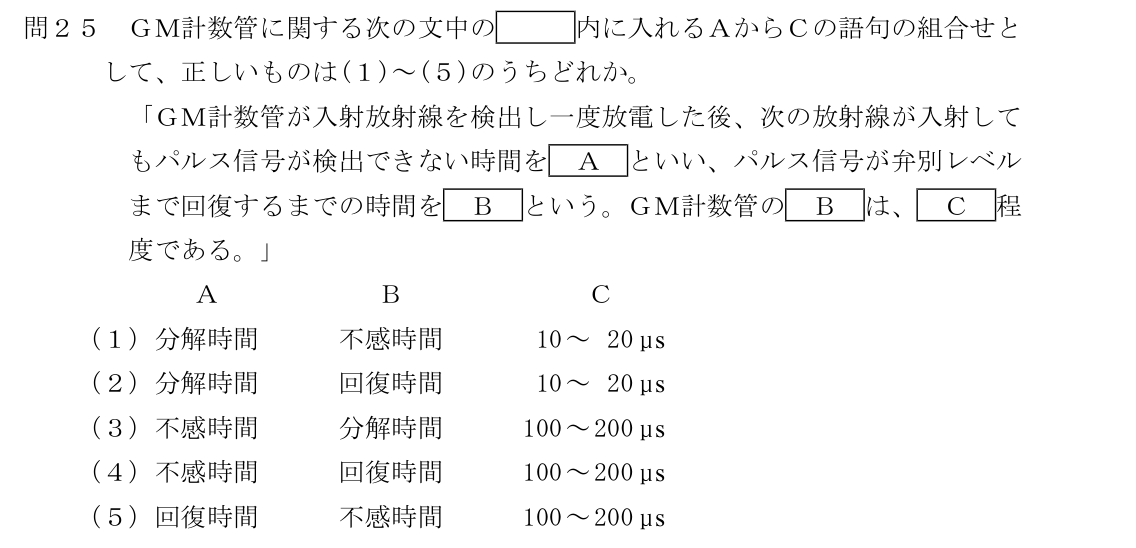 問２５　ＧＭ計数管に関する次の文中の　　　内に入れるＡからＣの語句の組合せと
して、正しいものは(１)～(５)のうちどれか。
「ＧＭ計数管が入射放射線を検出し一度放電した後、次の放射線が入射して
もパルス信号が検出できない時間を　Ａ　といい、パルス信号が弁別レベル
まで回復するまでの時間を　Ｂ　という。ＧＭ計数管の　Ｂ　は、　Ｃ　程
度である。」
Ａ　Ｂ　Ｃ
(１) 分解時間　不感時間　10～ 20 µs
(２) 分解時間　回復時間　10～ 20 µs
(３) 不感時間　分解時間　100～200 µs
(４) 不感時間　回復時間　100～200 µs
(５) 回復時間　不感時間　100～200 µs